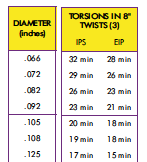 DIAMETER
(inches)
TORSIONS IN 8"
TWISTS (3)
IPS EIP
.066 32 min 28 min
.072 29 min 26 min
.082 26 min 23 min
.092 23 min 21 min
.105 20 min 18 min
.108 19 min 18 min
.125 17 min 15 min